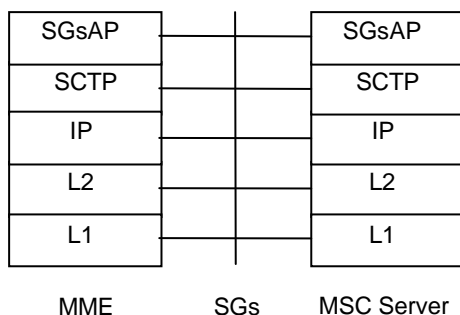 SGsAP SGsAP
SCTP SCTP
IP IP
L2 L2
L1 L1
MME SGs MSC Server